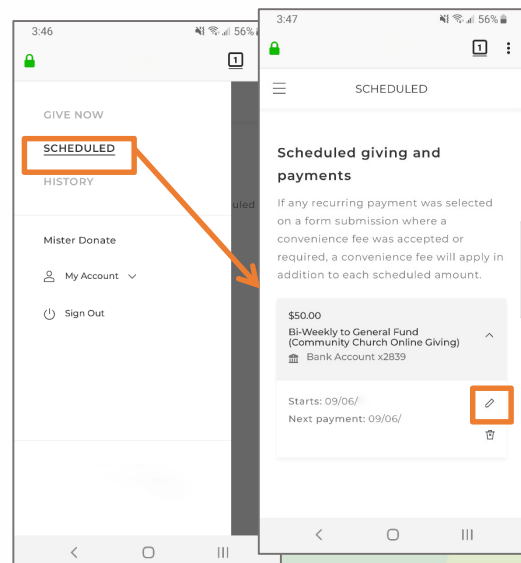 3:46
56%
1
GIVE NOW
SCHEDULED
HISTORY
uled
Mister Donate
My Account
Sign Out
3:47
56%
1
SCHEDULED
Scheduled giving and
payments
If any recurring payment was selected
on a form submission where a
convenience fee was accepted or
required, a convenience fee will apply in
addition to each scheduled amount.
$50.00
Bi-Weekly to General Fund
(Community Church Online Giving)
Bank Account x2839
Starts: 09/06/
Next payment: 09/06/